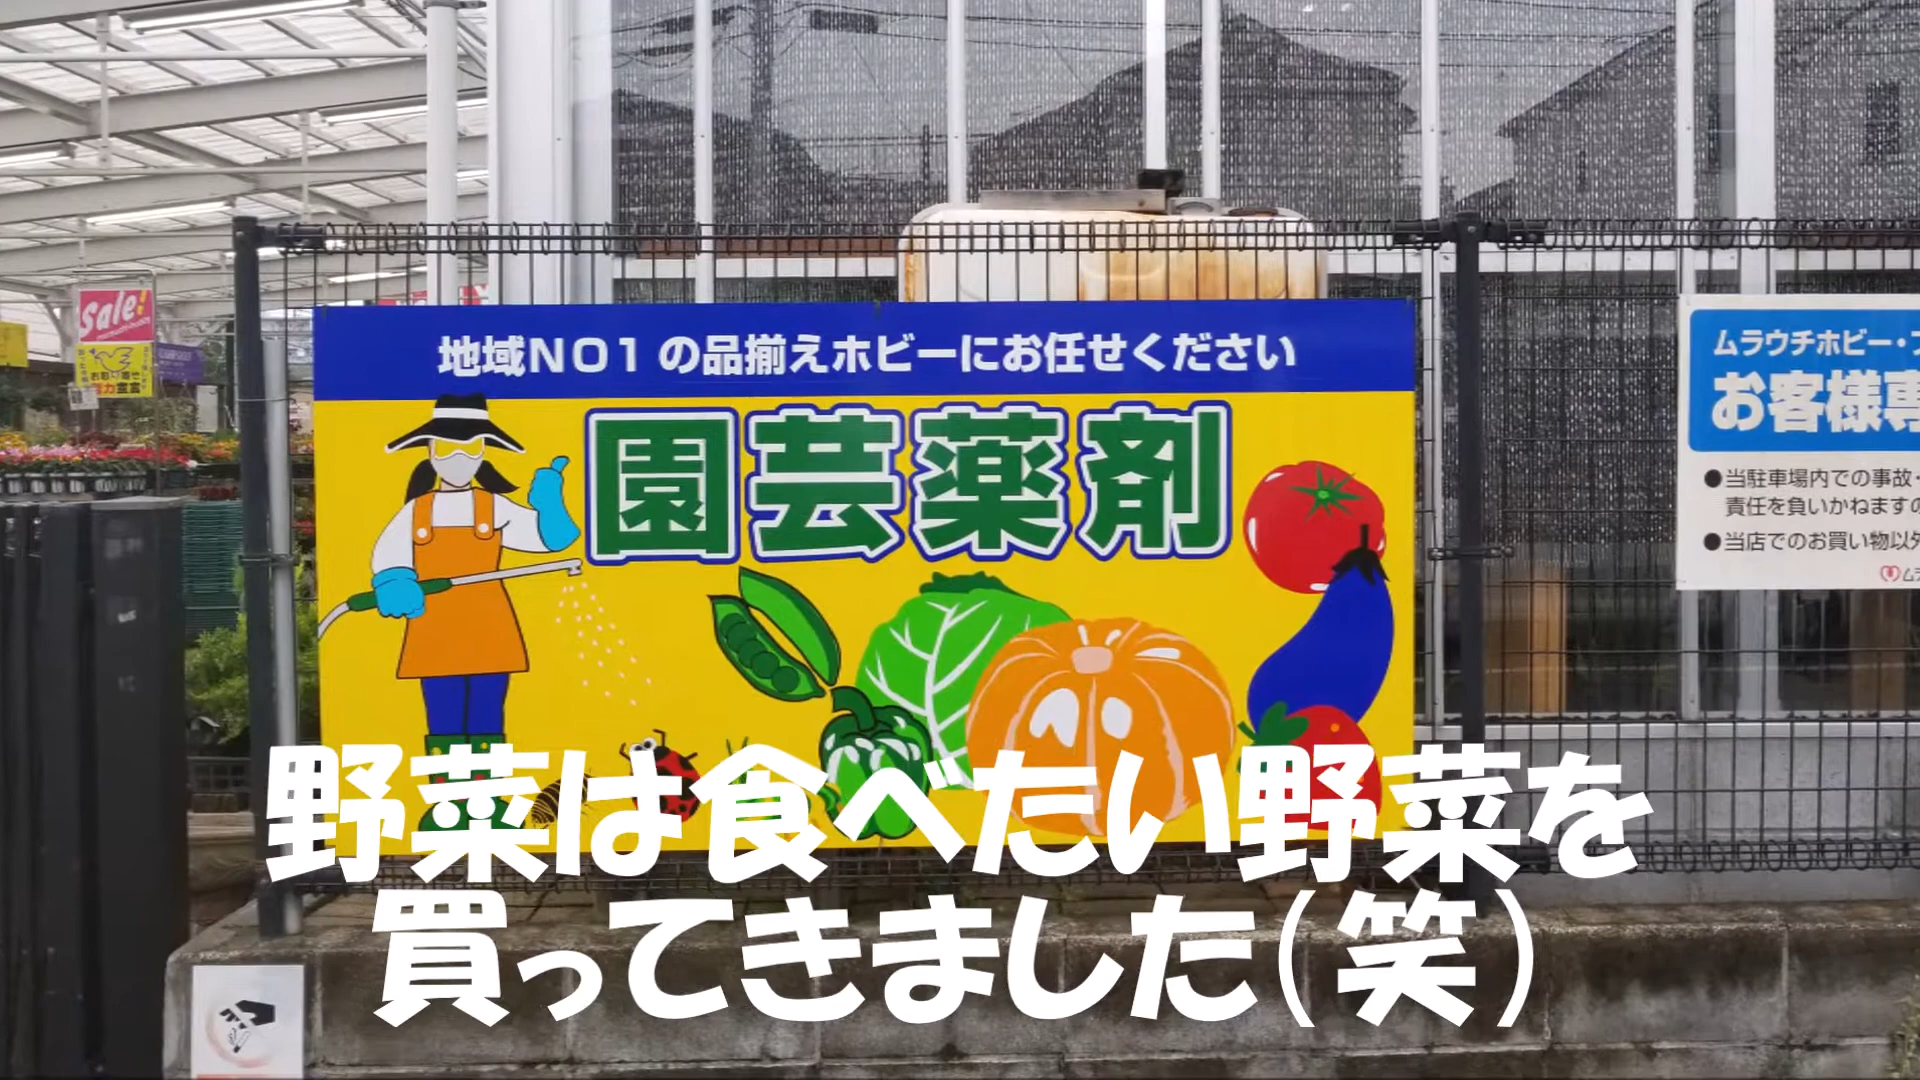 地域NO1の品揃えホビーにお任せください
園芸薬剤
Sale!
ムラウチホビー・
お客様専
●当駐車場内での事故・
責任を負いかねますの
●当店でのお買い物以外
野菜は食べたい野菜を
買ってきました(笑)